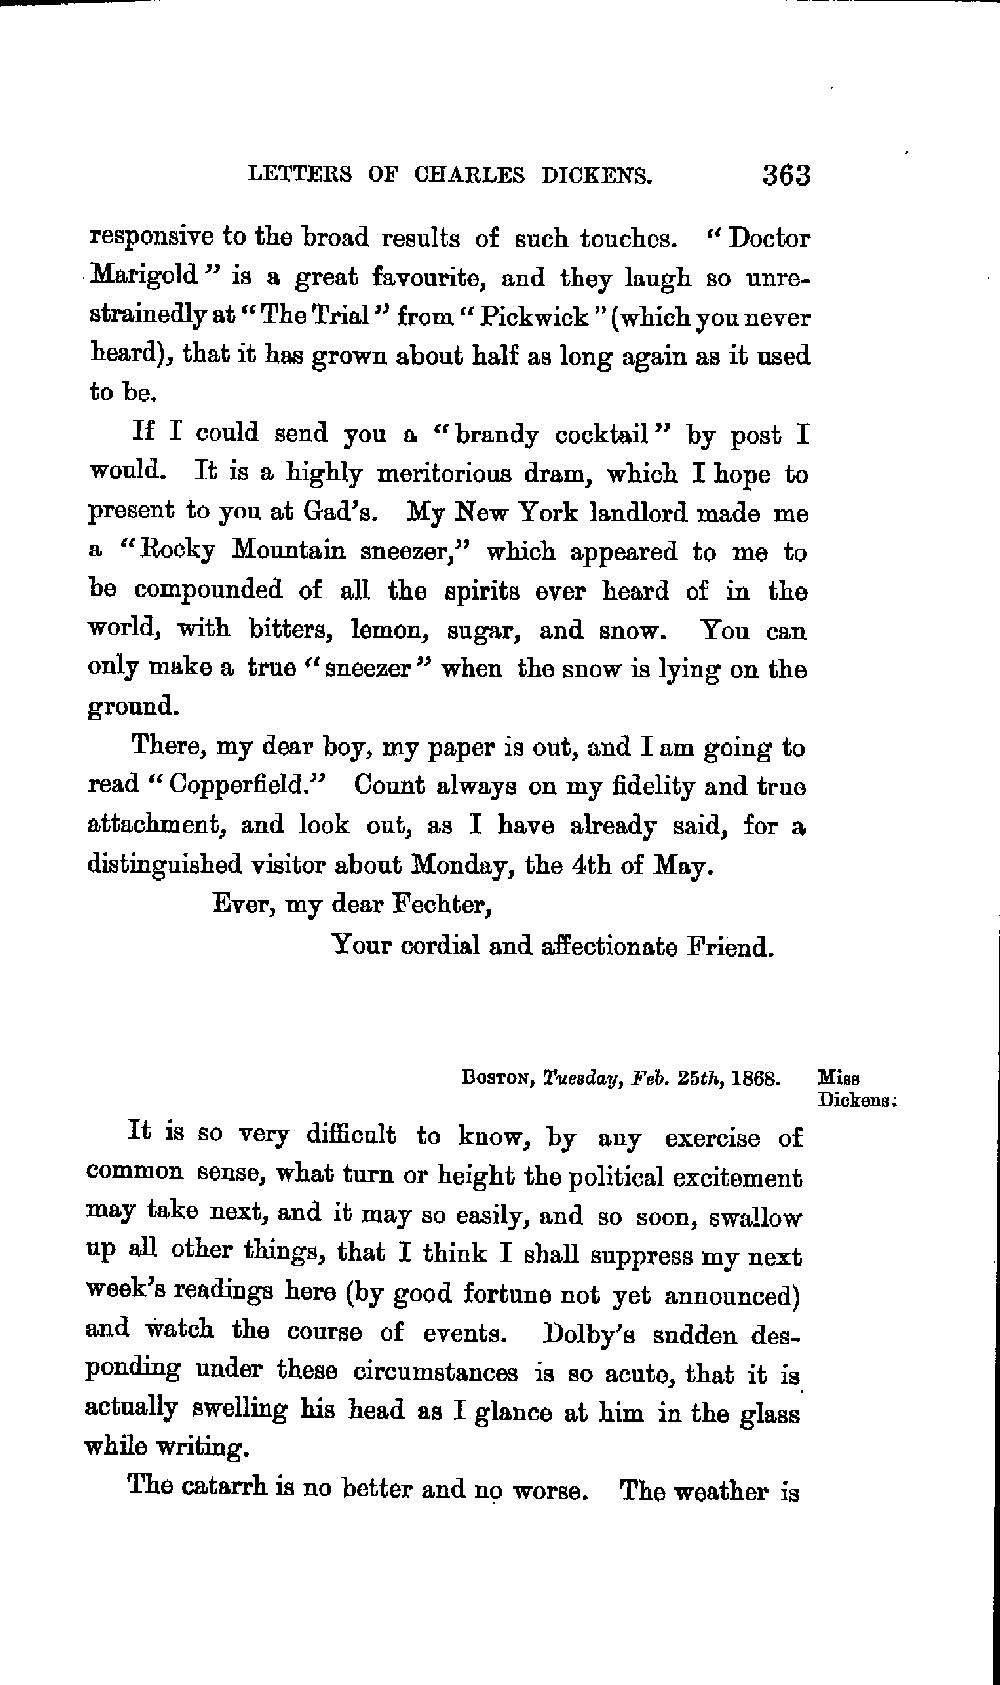 LETTERS OF CHARLES DICKENS. 363
responsive to the broad results of such touches. “Doctor
Marigold” is a great favourite, and they laugh so unre-
strainedly at “The Trial” from “Pickwick” (which you never
heard), that it has grown about half as long again as it used
to be.
If I could send you a “brandy cocktail” by post I
would. It is a highly meritorious dram, which I hope to
present to you at Gad’s. My New York landlord made me
a “Rocky Mountain sneezer,” which appeared to me to
be compounded of all the spirits ever heard of in the
world, with bitters, lemon, sugar, and snow. You can
only make a true “sneezer” when the snow is lying on the
ground.
There, my dear boy, my paper is out, and I am going to
read “Copperfield.” Count always on my fidelity and true
attachment, and look out, as I have already said, for a
distinguished visitor about Monday, the 4th of May.
Ever, my dear Fechter,
Your cordial and affectionate Friend.
BOSTON, Tuesday, Feb. 25th, 1868. Miss
Dickens.
It is so very difficult to know, by any exercise of
common sense, what turn or height the political excitement
may take next, and it may so easily, and so soon, swallow
up all other things, that I think I shall suppress my next
week’s readings here (by good fortune not yet announced)
and watch the course of events. Dolby’s sudden des-
ponding under these circumstances is so acute, that it is
actually swelling his head as I glance at him in the glass
while writing.
The catarrh is no better and no worse. The weather is